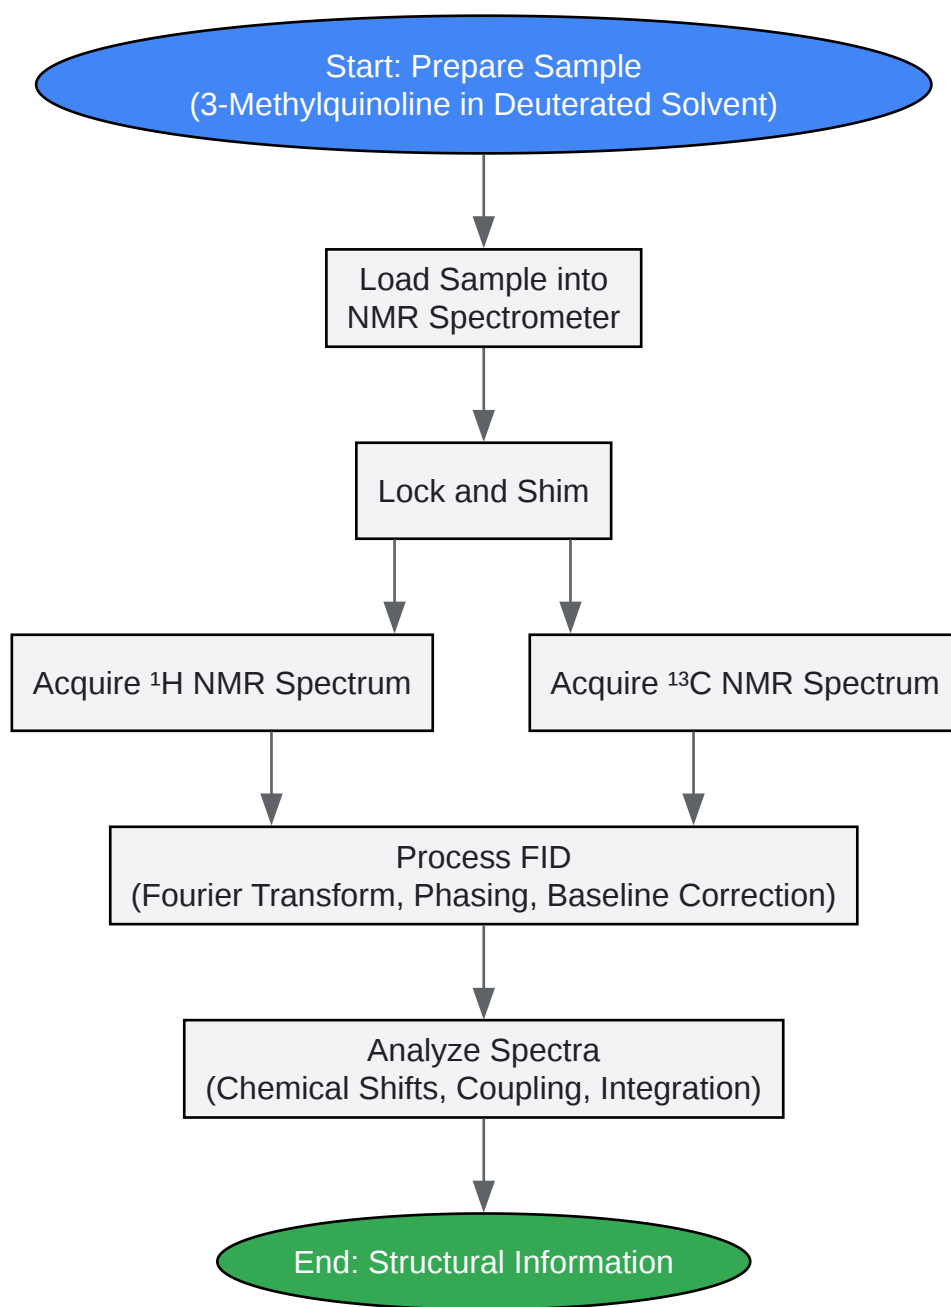 Start: Prepare Sample
(3-Methylquinoline in Deuterated Solvent)
Load Sample into
NMR Spectrometer
Lock and Shim
Acquire ¹H NMR Spectrum
Acquire ¹³C NMR Spectrum
Process FID
(Fourier Transform, Phasing, Baseline Correction)
Analyze Spectra
(Chemical Shifts, Coupling, Integration)
End: Structural Information